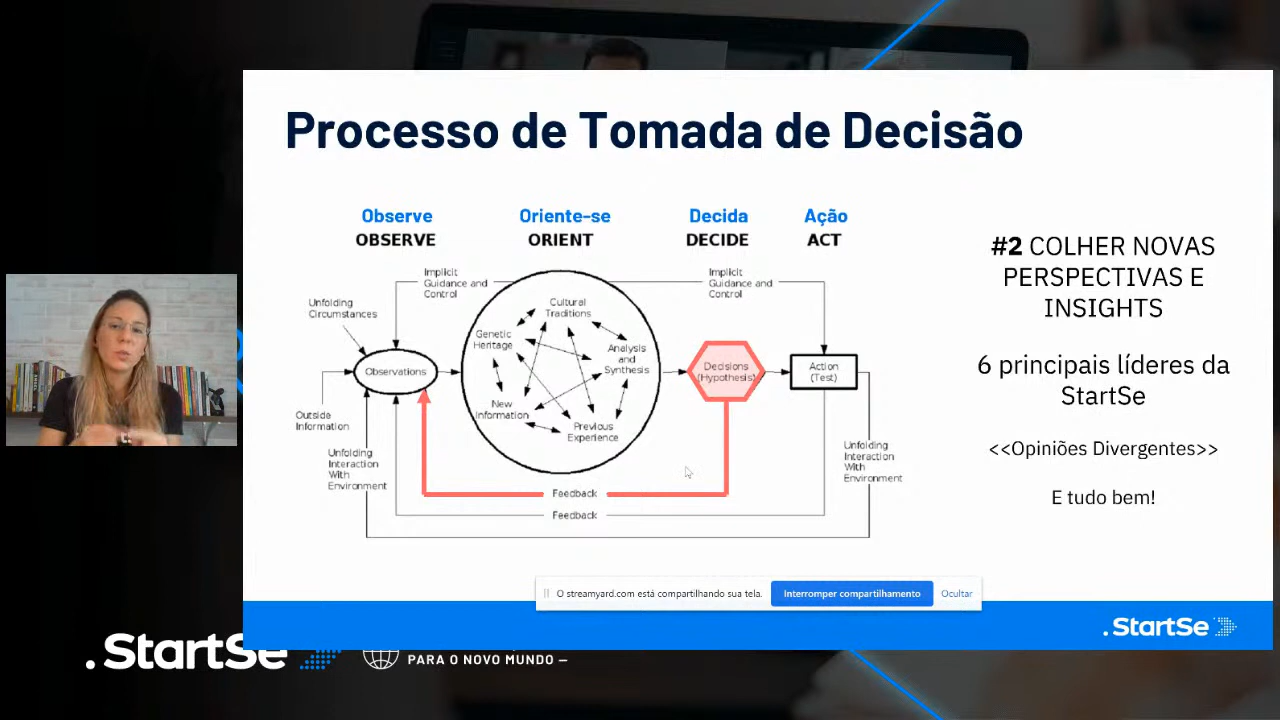 Processo de Tomada de Decisão
Observe
Oriente-se
Decida
Ação
OBSERVE
ORIENT
DECIDE
ACT
Implicit
Guidance and
Control
Implicit
Guidance and
Control
Unfolding
Circumstances
Cultural
Traditions
Genetic
Heritage
Analysis
and
Synthesis
New
Information
Previous
Experience
Observations
Decisions
(Hypothesis)
Action
(Test)
Outside
Information
Unfolding
Interaction
With
Environment
Unfolding
Interaction
With
Environment
Feedback
Feedback
#2 COLHER NOVAS
PERSPECTIVAS E
INSIGHTS
6 principais líderes da
StartSe
<<Opiniões Divergentes>>
E tudo bem!
O streamyard.com está compartilhando sua tela.
Interromper compartilhamento
Ocultar
.StartSe
.StartSe
PARA O NOVO MUNDO –